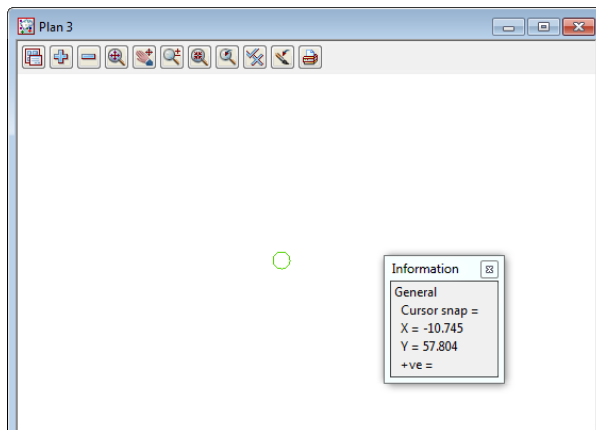 Plan 3
Information
General
Cursor snap =
X = -10.745
Y = 57.804
+ve =